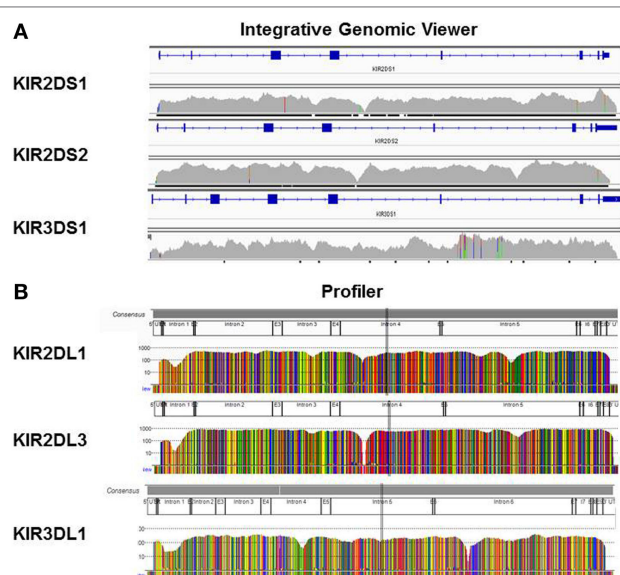 A
Integrative Genomic Viewer
KIR2DS1
KIR2DS1
KIR2DS2
KIR2DS2
KIR3DS1
KIR3DS1
B
Profiler
Consensus
Intron 1 Intron 2 E3 Intron 3 E4 Intron 4 Intron 5
KIR2DL1
1000
100
10
Intron 1 Intron 2 E3 Intron 3 E4 Intron 4 Intron 5
KIR2DL3
1000
100
10
Consensus
Intron 1 Intron 2 E3 Intron 3 E4 Intron 4 E5 Intron 5 Intron 6
KIR3DL1